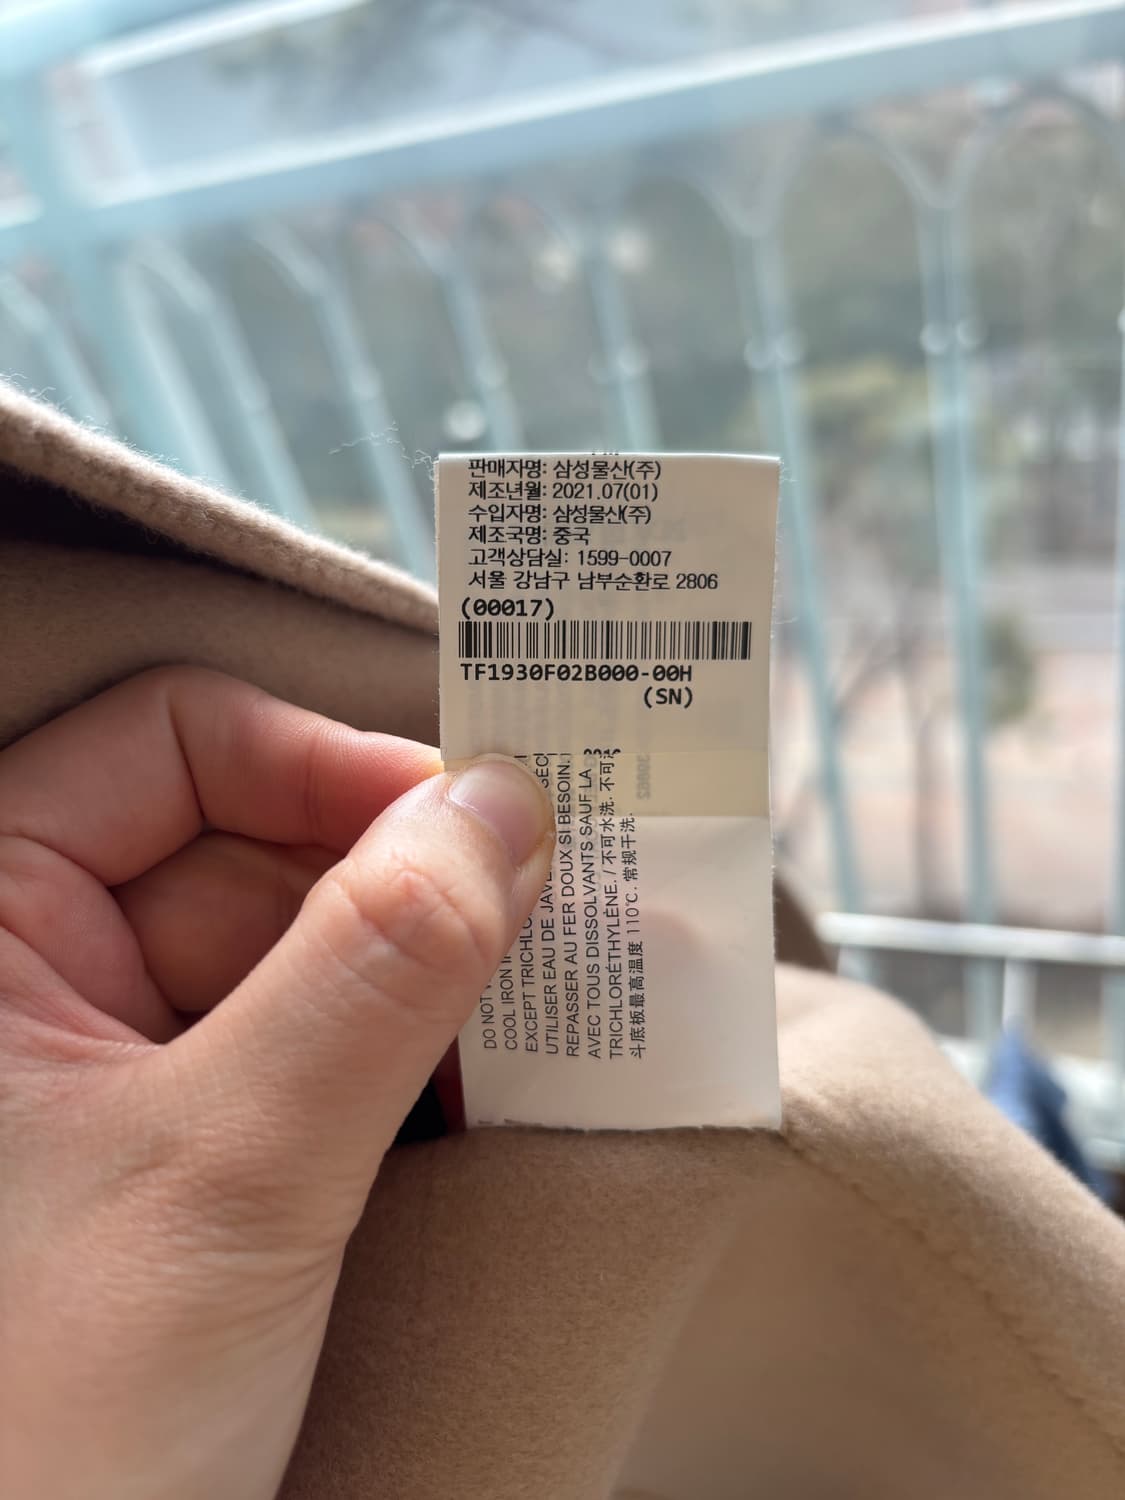 판매자명: 삼성물산(주)
제조년월: 2021.07(01)
수입자명: 삼성물산(주)
제조국명: 중국
고객상담실: 1599-0007
서울 강남구 남부순환로 2806
(00017)
TF1930F02B000-00H
(SN)
DO NOT
COOL IRON
EXCEPT
UTILISER EAU DE
REPASSER AU FER DOUX SI BESOIN.
AVEC TOUS DISSOLVANTS SAUF LA
TRICHLORÉTHYLÈNE. / 不可水洗. 不可
斗底板最高温度 110℃. 常规干洗.